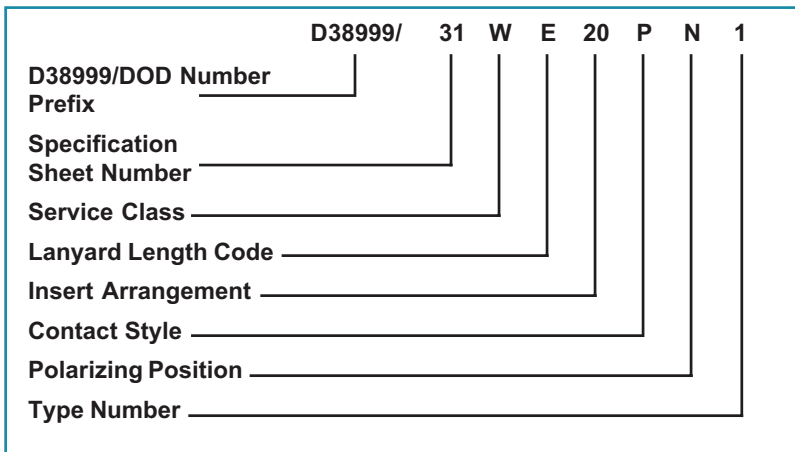 D38999/ 31 W E 20 P N 1
D38999/DOD Number
Prefix
Specification
Sheet Number
Service Class
Lanyard Length Code
Insert Arrangement
Contact Style
Polarizing Position
Type Number